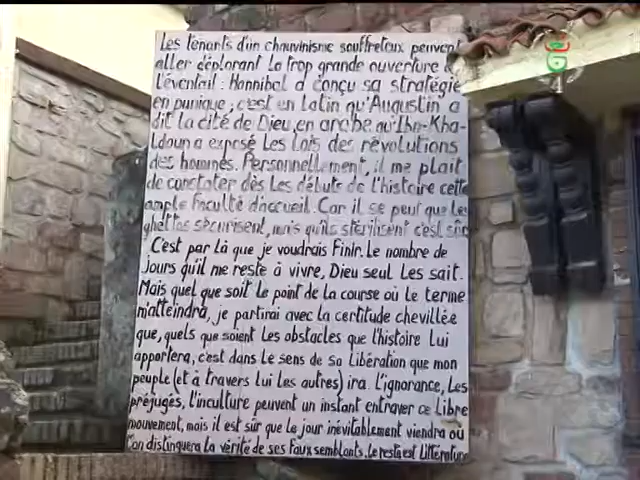 Les tenants d'un chauvinisme souffreteux peuvent
aller déplorant la trop grande ouverture de
l'éventail : Hannibal a conçu sa stratégie
en punique, c'est en latin qu'Augustin a
dit la cité de Dieu, en arabe qu'Ibn-Kha-
ldoun a exposé les lois des révolutions
des hommes. Personnellement, il me plait
de constater dès les débuts de l'histoire cette
ample faculté d'accueil. Car il se peut que les
ghettos sécurisent, mais qu'ils stérilisent c'est sûr
C'est par là que je voudrais finir. Le nombre de
jours qu'il me reste à vivre, Dieu seul les sait.
Mais quel que soit le point de la course où le terme
m'atteindra, je partirai avec la certitude chevillée
que, quels que soient les obstacles que l'histoire lui
apportera, c'est dans le sens de sa libération que mon
peuple (et à travers lui les autres) ira. L'ignorance, les
préjugés, l'inculture peuvent un instant entraver ce libre
mouvement, mais il est sûr que le jour inévitablement viendra où
l'on distinguera la vérité de ses faux semblants. Le reste est littérature